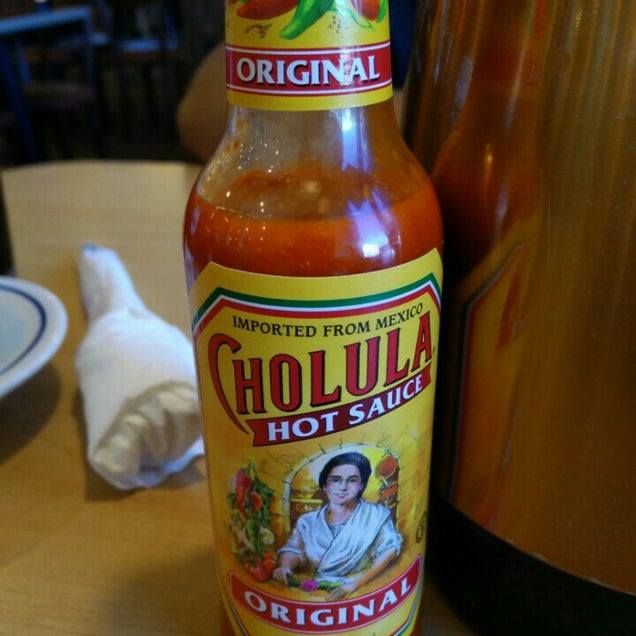 ORIGINAL
IMPORTED FROM MEXICO
CHOLULA
HOT SAUCE
ORIGINAL